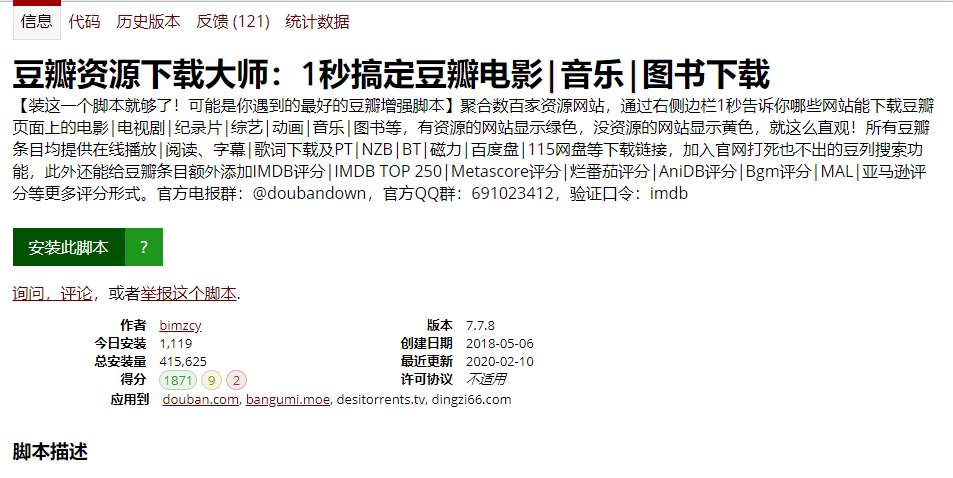 信息 代码 历史版本 反馈 (121) 统计数据
豆瓣资源下载大师：1秒搞定豆瓣电影|音乐|图书下载
【装这一个脚本就够了！可能是你遇到的最好的豆瓣增强脚本】聚合数百家资源网站，通过右侧边栏1秒告诉你哪些网站能下载豆瓣
页面上的电影|电视剧|纪录片|综艺|动画|音乐|图书等，有资源的网站显示绿色，没资源的网站显示黄色，就这么直观！所有豆瓣
条目均提供在线播放|阅读、字幕|歌词下载及PT|NZB|BT|磁力|百度盘|115网盘等下载链接，加入官网打死也不出的豆列搜索功
能，此外还能给豆瓣条目额外添加IMDB评分|IMDB TOP 250|Metascore评分|烂番茄评分|AniDB评分|Bgm评分|MAL|亚马逊评
分等更多评分形式。官方电报群：@doubandown，官方QQ群：691023412，验证口令：imdb
安装此脚本 ?
询问，评论，或者举报这个脚本.
作者 bimzcy 版本 7.7.8
今日安装 1,119 创建日期 2018-05-06
总安装量 415,625 最近更新 2020-02-10
得分 1871 9 2 许可协议 不适用
应用到 douban.com, bangumi.moe, desitorrents.tv, dingzi66.com
脚本描述